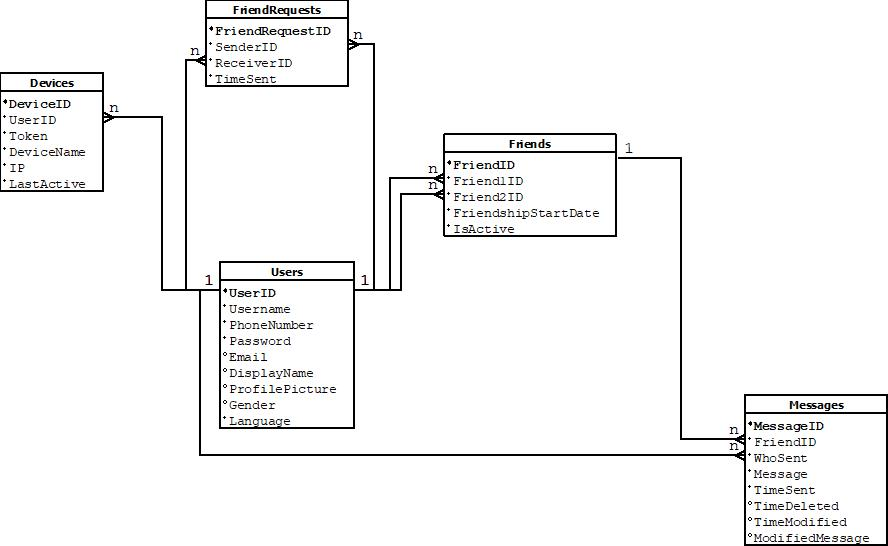 FriendRequests
FriendRequestID
SenderID
ReceiverID
TimeSent
n
n
Devices
DeviceID
UserID
Token
DeviceName
IP
LastActive
n
Friends
FriendID
Friend1ID
Friend2ID
FriendshipStartDate
IsActive
n
n
1
Users
UserID
Username
PhoneNumber
Password
Email
DisplayName
ProfilePicture
Gender
Language
1
1
Messages
MessageID
FriendID
WhoSent
Message
TimeSent
TimeDeleted
TimeModified
ModifiedMessage
n
n